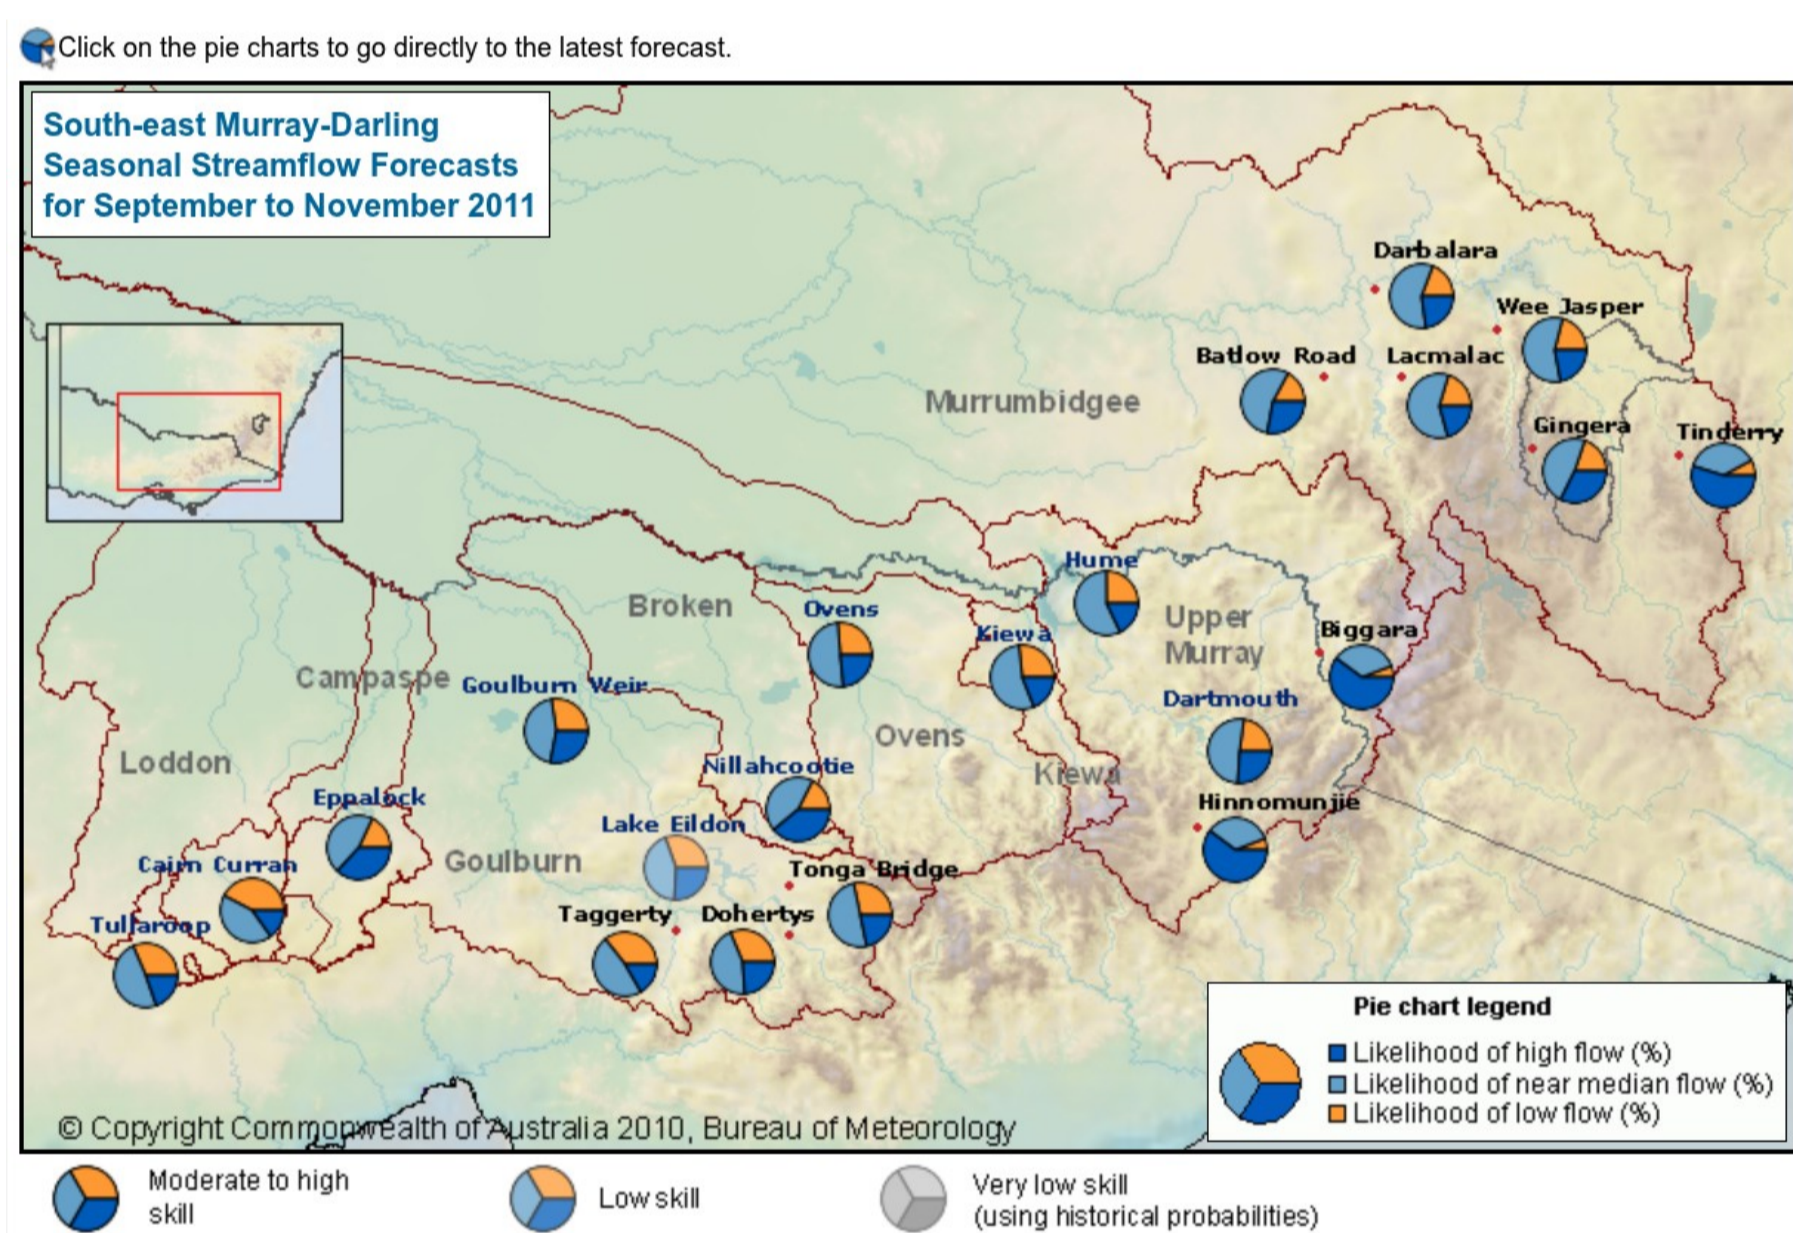 Click on the pie charts to go directly to the latest forecast.
South-east Murray-Darling
Seasonal Streamflow Forecasts
for September to November 2011
Darbalara
Wee Jasper
Batlow Road
Lacmalac
Murrumbidgee
Gingera
Tinderry
Hume
Broken
Ovens
Upper
Murray
Kiewa
Biggara
Campaspe
Goulburn Weir
Dartmouth
Ovens
Loddon
Nillahcootie
Kiewa
Eppalock
Hinnomunjie
Lake Eildon
Cairn Curran
Goulburn
Tonga Bridge
Tullaroop
Taggerty
Dohertys
Pie chart legend
Likelihood of high flow (%)
Likelihood of near median flow (%)
Likelihood of low flow (%)
© Copyright Commonwealth of Australia 2010, Bureau of Meteorology
Moderate to high
skill
Low skill
Very low skill
(using historical probabilities)